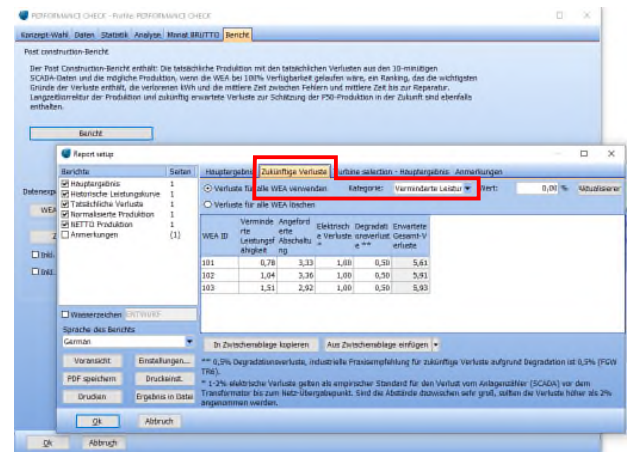 PERFORMANCE CHECK - Profile: PERFORMANCE CHECK
Konzept-Wahl Daten Statistik Analyse, Monat BRUTTO Bericht
Post construction-Bericht
Der Post Construction-Bericht enthält: Die tatsächliche Produktion mit den tatsächlichen Verlusten aus den 10-minütigen
SCADA-Daten und die mögliche Produktion, wenn die WEA bei 100% Verfügbarkeit gelaufen wäre, ein Ranking, das die wichtigsten
Gründe der Verluste enthält, die verlorenen kWh und die mittlere Zeit zwischen Fehlern und mittlere Zeit bis zur Reparatur.
Langzeitkorrektur der Produktion und zukünftig erwartete Verluste zur Schätzung der P50-Produktion in der Zukunft sind ebenfalls
enthalten.
Bericht
Datenexp
WEA
Z
Inkl.
Inkl.
Report setup
Berichte Seiten
Hauptergebnis 1
Historische Leistungskurve 1
Tatsächliche Verluste 1
Normalisierte Produktion 1
NETTO Produktion 1
Anmerkungen (1)
Wasserzeichen ENTWURF
Sprache des Berichts
German
Voransicht Einstellungen...
PDF speichern Druckeinst.
Drucken Ergebnis in Datei
Ok Abbruch
Hauptergebnis Zukünftige Verluste Turbine selection - Hauptergebnis Anmerkungen
Verluste für alle WEA verwenden Kategorie: Verminderte Leistur Wert: 0,00 % Aktualisierer
Verluste für alle WEA löschen
WEA ID Verminderte Leistungsfähigkeit Angeforderte Abschaltung Elektrische Verluste * Degradationsverluste ** Erwartete Gesamt-Verluste
101 0,78 3,33 1,00 0,50 5,61
102 1,04 3,36 1,00 0,50 5,91
103 1,51 2,92 1,00 0,50 5,93
In Zwischenablage kopieren Aus Zwischenablage einfügen
** 0,5% Degradationsverluste, industrielle Praxisempfehlung für zukünftige Verluste aufgrund Degradation ist 0,5% (FGW
TR6).
* 1-2% elektrische Verluste gelten als empirischer Standard für den Verlust vom Anlagenzähler (SCADA) vor dem
Transformator bis zum Netz-Übergabepunkt. Sind die Abstände dazwischen sehr groß, sollten die Verluste höher als 2%
angenommen werden.
Ok Abbruch